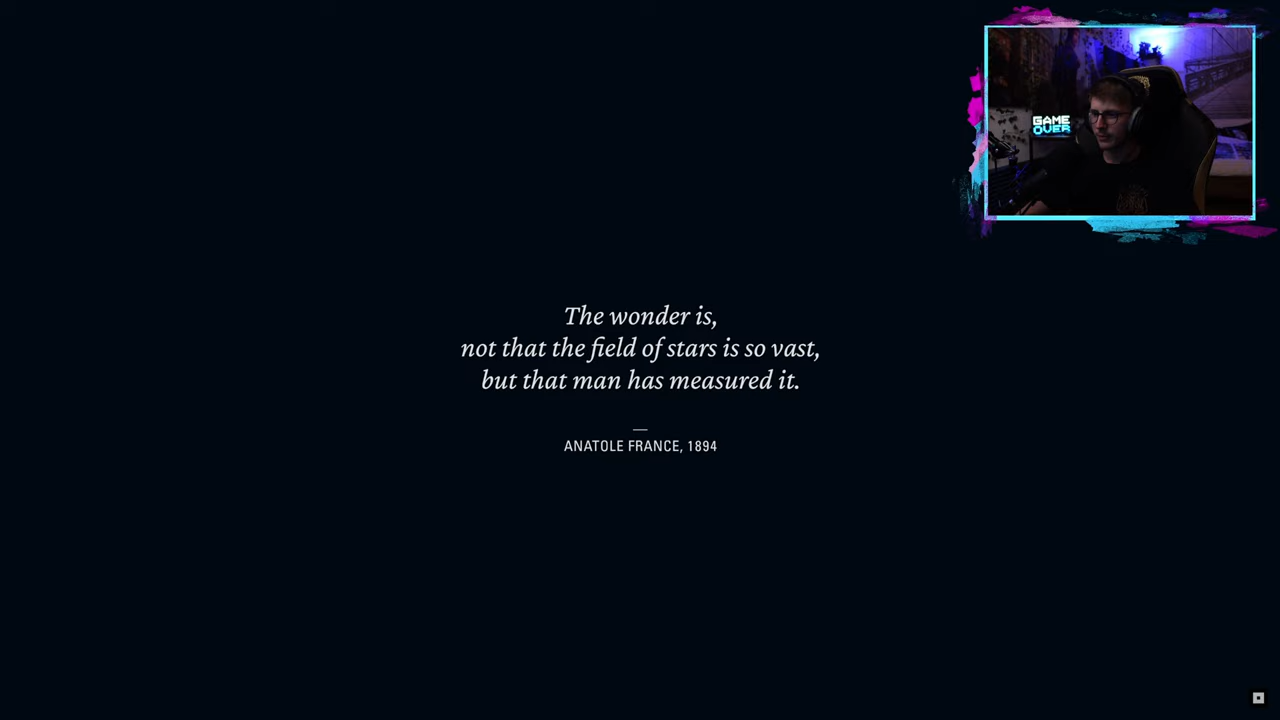 GAME
OVER
The wonder is,
not that the field of stars is so vast,
but that man has measured it.
ANATOLE FRANCE, 1894